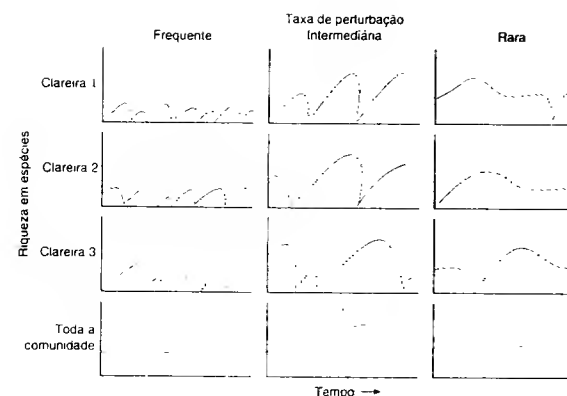 Taxa de perturbação
Frequente
Intermediária
Rara
Clareira 1
Clareira 2
Clareira 3
Toda a
comunidade
Riqueza em espécies
Tempo →